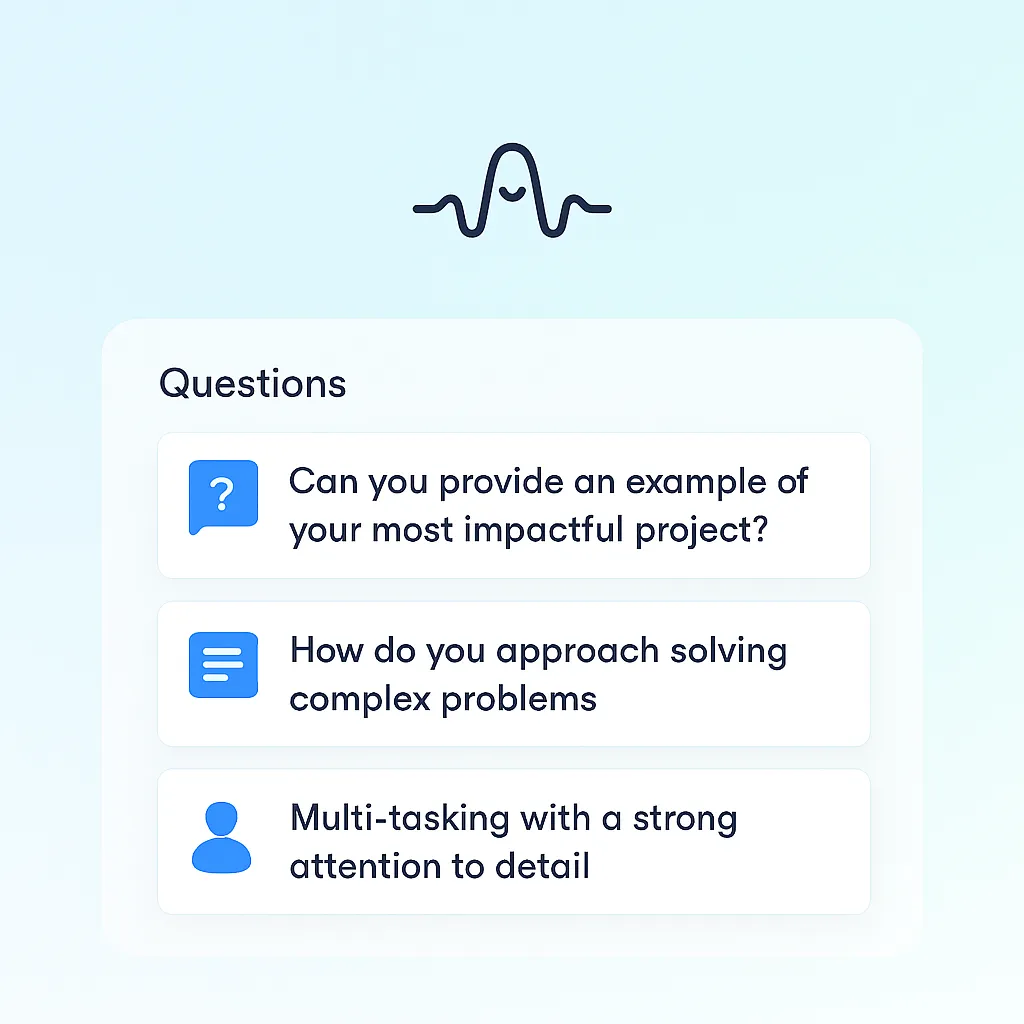 Questions
Can you provide an example of
your most impactful project?
How do you approach solving
complex problems
Multi-tasking with a strong
attention to detail